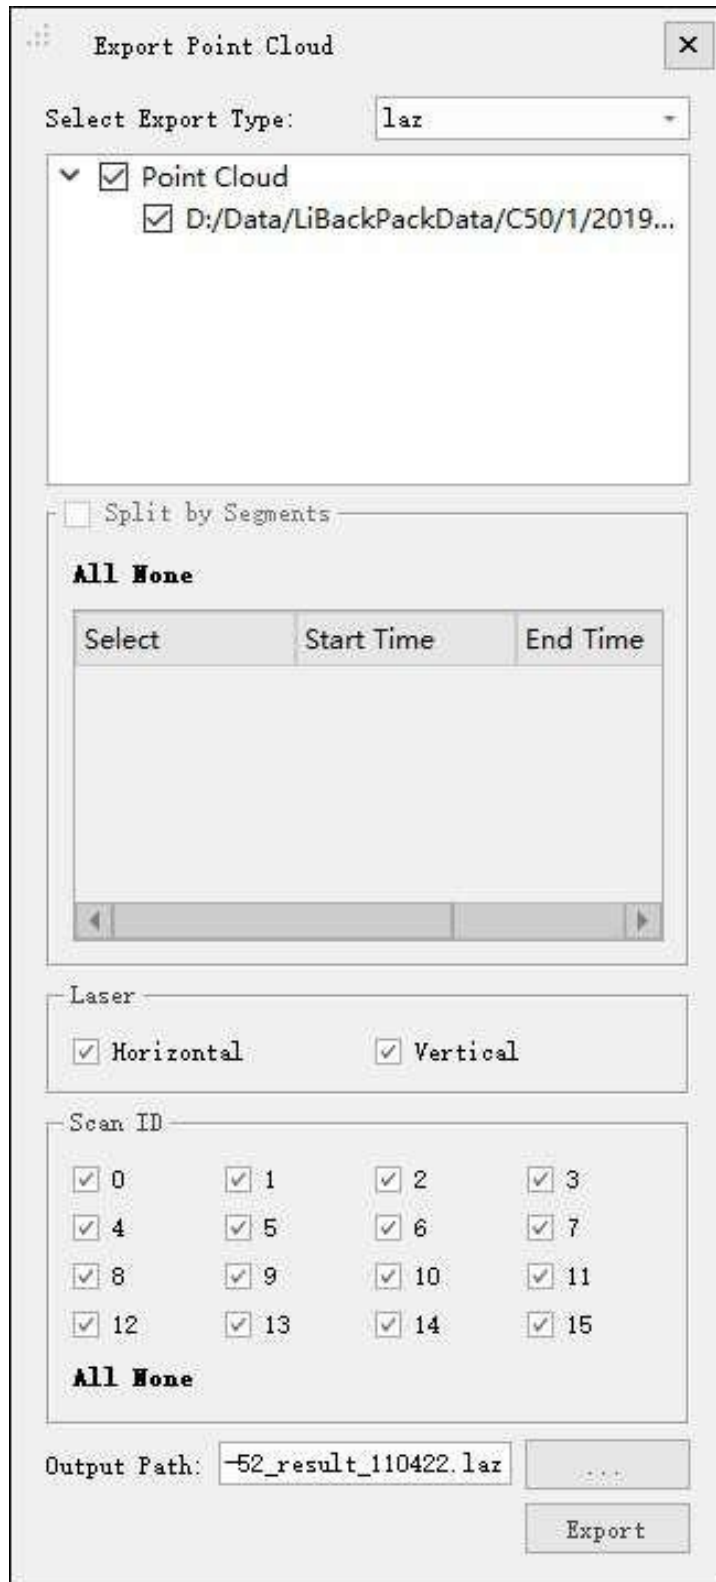 Export Point Cloud
Select Export Type: laz
Point Cloud
D:/Data/LiBackPackData/C50/1/2019...
Split by Segments
All None
Select Start Time End Time
Laser
Horizontal Vertical
Scan ID
0 1 2 3
4 5 6 7
8 9 10 11
12 13 14 15
All None
Output Path: -52_result_110422.laz ...
Export